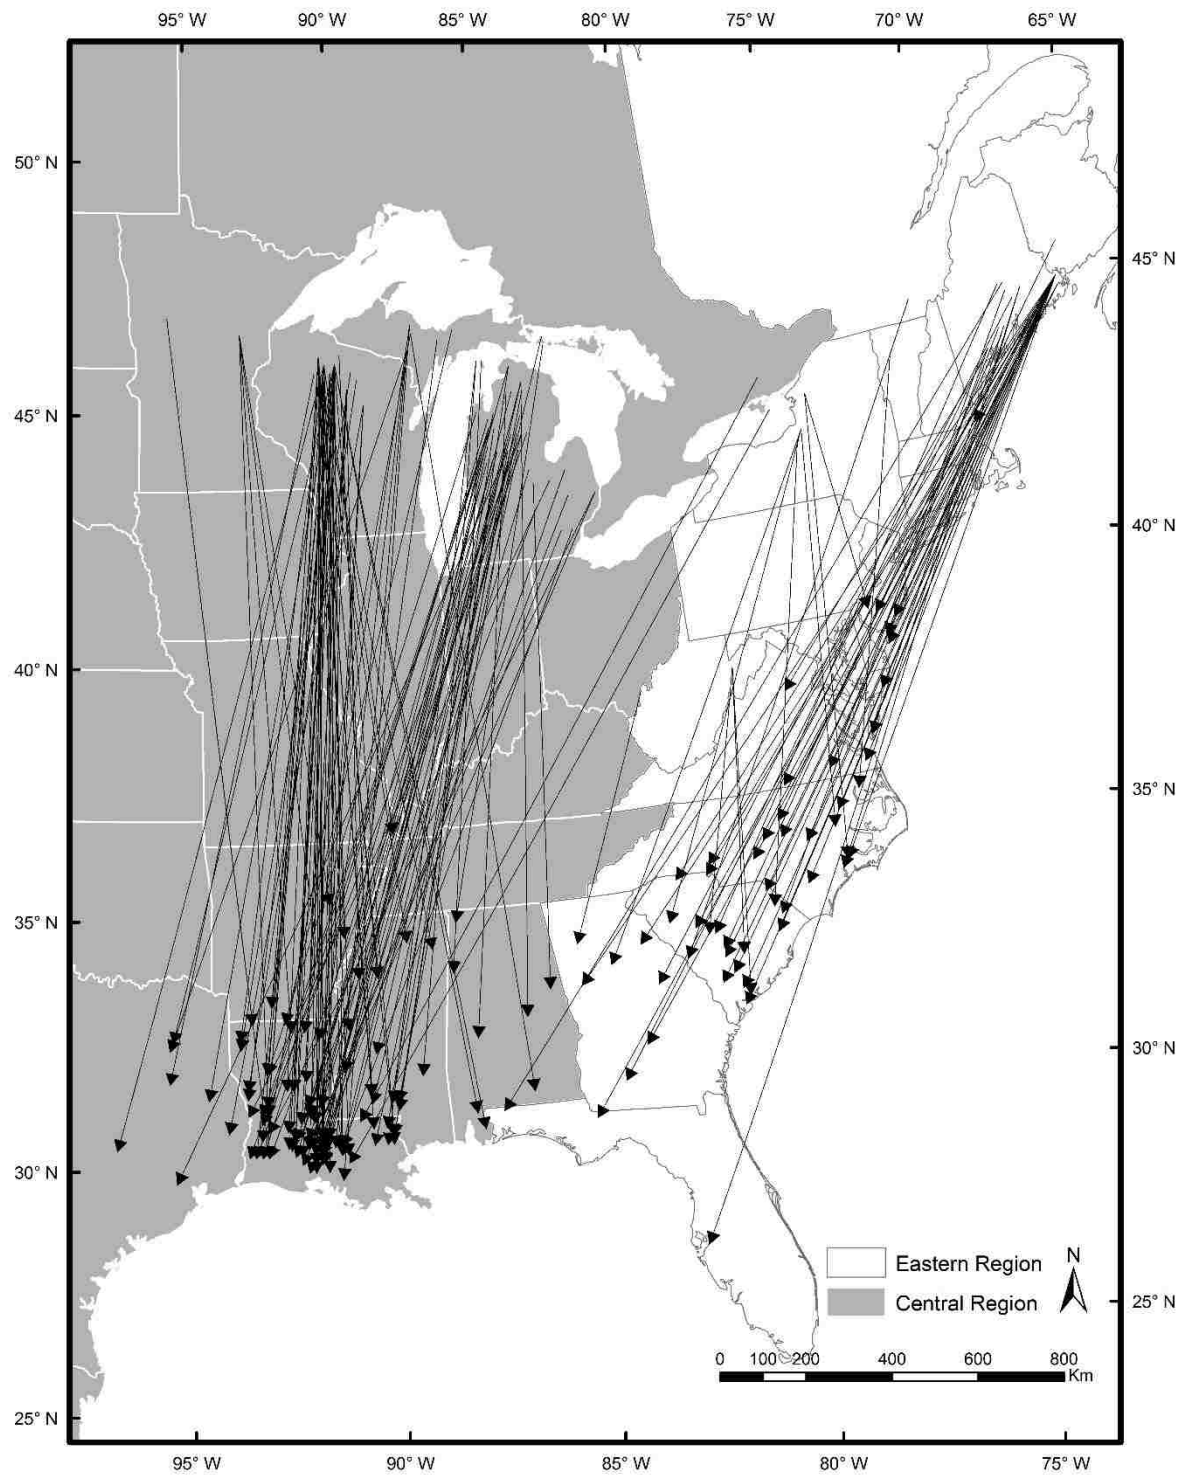 95° W 90° W 85° W 80° W 75° W 70° W 65° W
50° N
45° N
45° N
40° N
40° N
35° N
35° N
30° N
30° N
Eastern Region
N
Central Region
25° N
0 100 200 400 600 800
Km
25° N
95° W 90° W 85° W 80° W 75° W